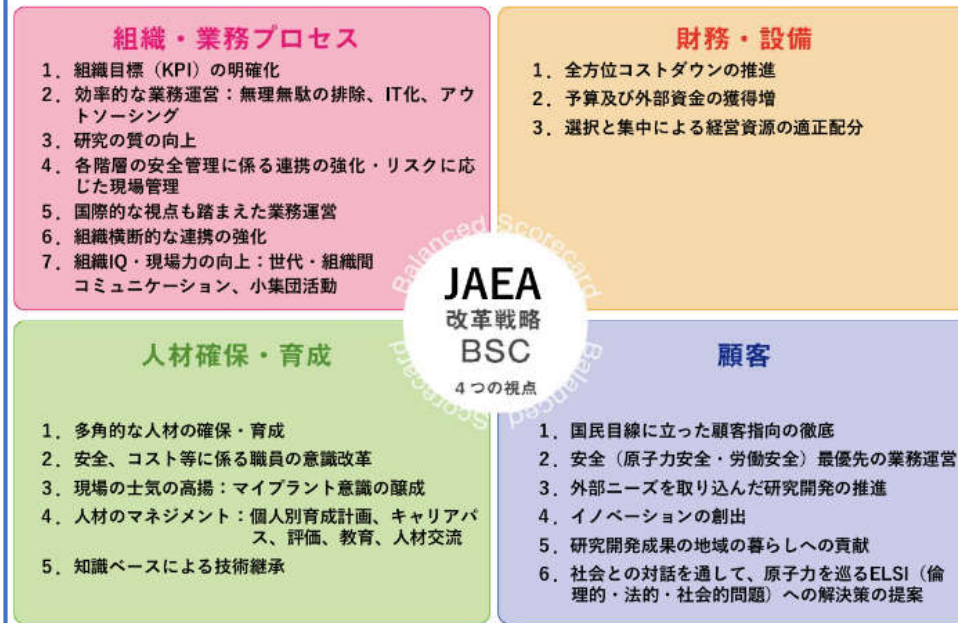 組織・業務プロセス
1．組織目標（KPI）の明確化
2．効率的な業務運営：無理無駄の排除、IT化、アウ
トソーシング
3．研究の質の向上
4．各階層の安全管理に係る連携の強化・リスクに応
じた現場管理
5．国際的な視点も踏まえた業務運営
6．組織横断的な連携の強化
7．組織IQ・現場力の向上：世代・組織間
コミュニケーション、小集団活動
財務・設備
1．全方位コストダウンの推進
2．予算及び外部資金の獲得増
3．選択と集中による経営資源の適正配分
Balanced Scorecard
JAEA
改革戦略
BSC
4つの視点
Balanced Scorecard
人材確保・育成
1．多角的な人材の確保・育成
2．安全、コスト等に係る職員の意識改革
3．現場の士気の高揚：マイプラント意識の醸成
4．人材のマネジメント：個人別育成計画、キャリアパ
ス、評価、教育、人材交流
5．知識ベースによる技術継承
顧客
1．国民目線に立った顧客指向の徹底
2．安全（原子力安全・労働安全）最優先の業務運営
3．外部ニーズを取り込んだ研究開発の推進
4．イノベーションの創出
5．研究開発成果の地域の暮らしへの貢献
6．社会との対話を通して、原子力を巡るELSI（倫
理的・法的・社会的問題）への解決策の提案